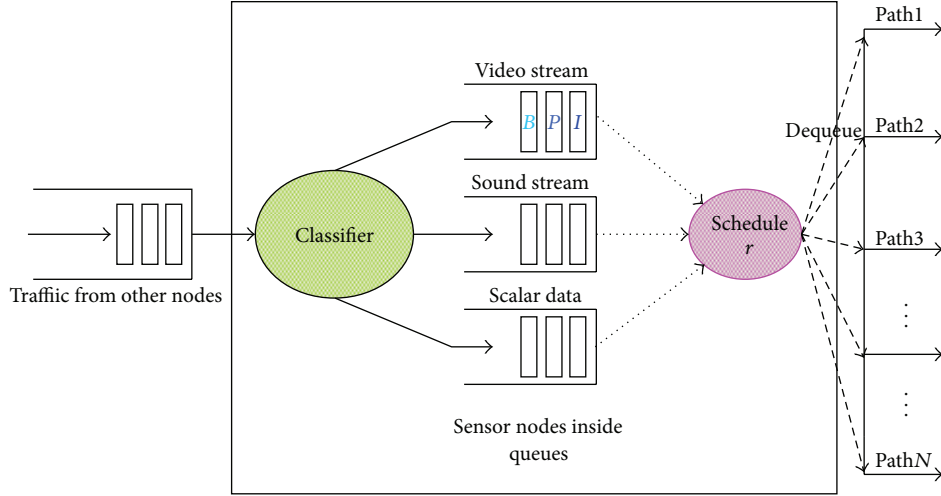 Traffiic from other nodes
Classifier
Video stream
B P I
Sound stream
Scalar data
Sensor nodes inside
queues
Schedule
r
Dequeue
Path1
Path2
Path3
⋮
⋮
PathN